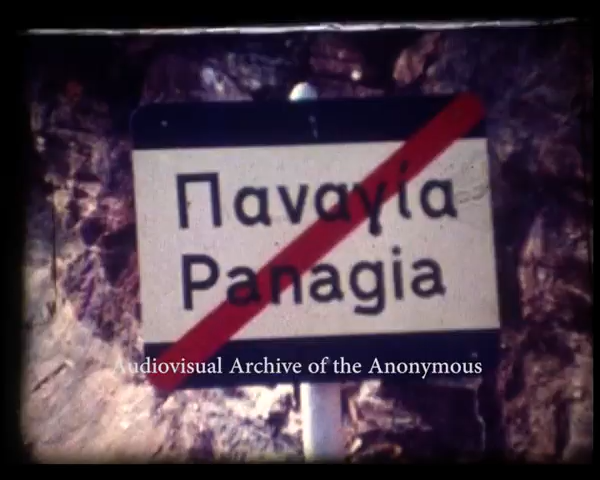 Παναγία
Panagia
Audiovisual Archive of the Anonymous